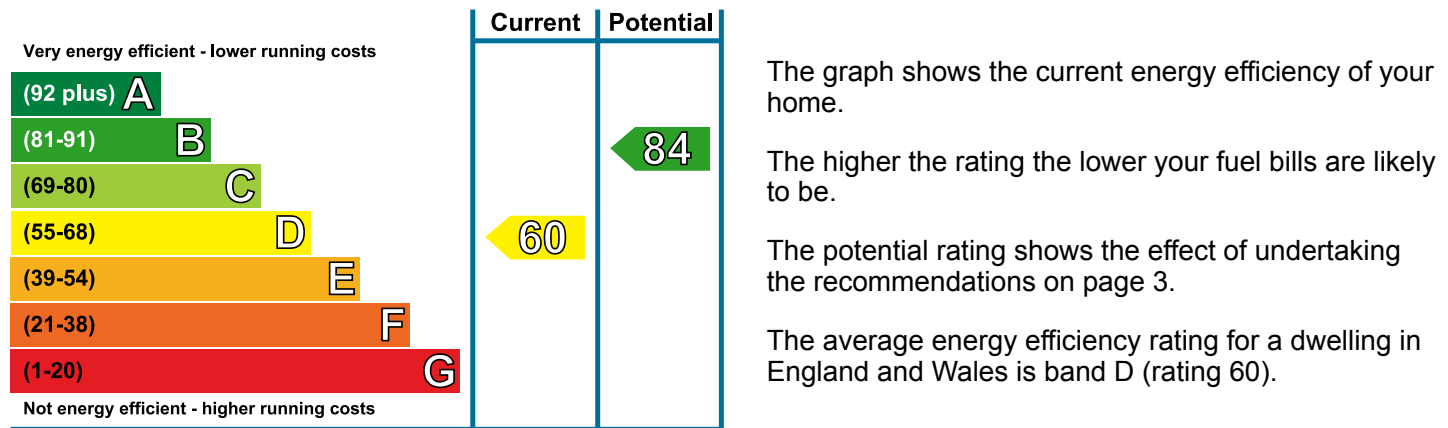 Current Potential
Very energy efficient - lower running costs
(92 plus) A
(81-91) B
84
(69-80) C
(55-68) D
60
(39-54) E
(21-38) F
(1-20) G
Not energy efficient - higher running costs
The graph shows the current energy efficiency of your
home.
The higher the rating the lower your fuel bills are likely
to be.
The potential rating shows the effect of undertaking
the recommendations on page 3.
The average energy efficiency rating for a dwelling in
England and Wales is band D (rating 60).